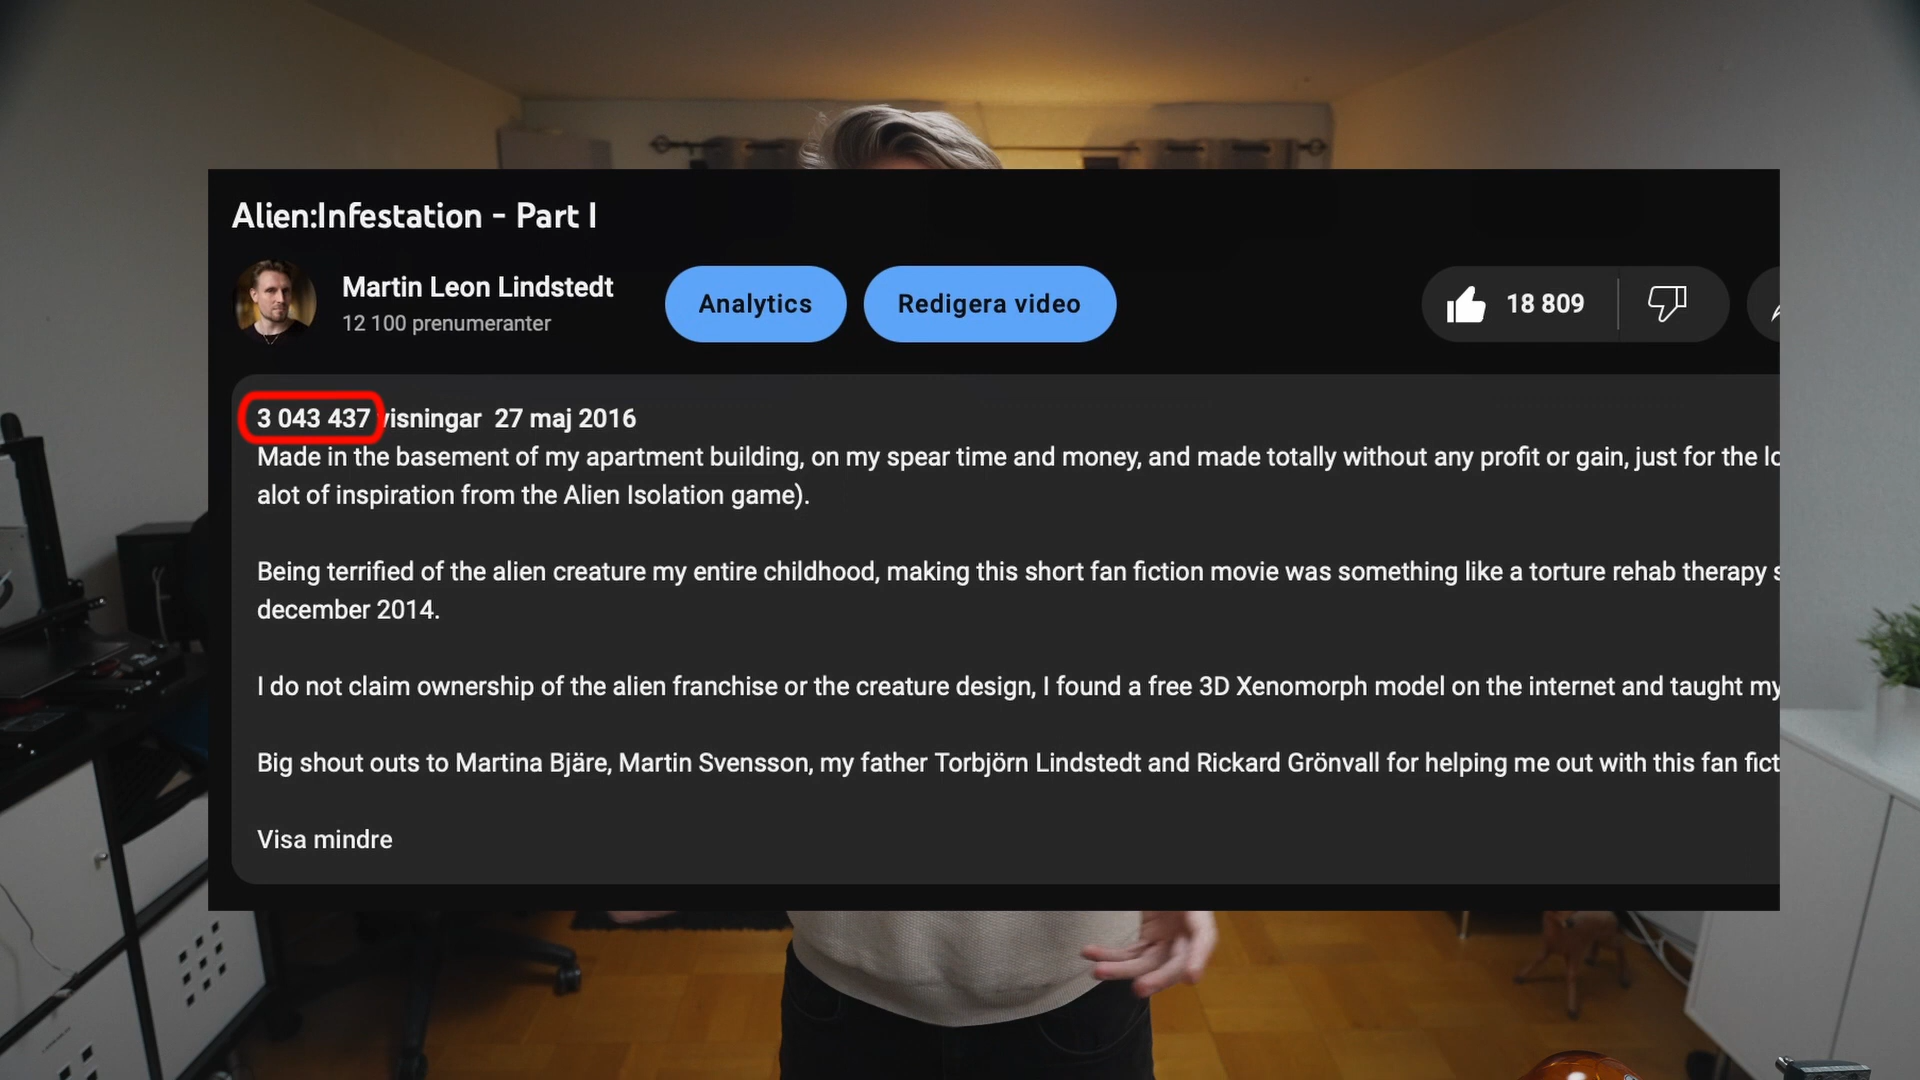 Alien:Infestation - Part I
Martin Leon Lindstedt
12 100 prenumeranter
Analytics
Redigera video
18 809
3 043 437 visningar 27 maj 2016
Made in the basement of my apartment building, on my spear time and money, and made totally without any profit or gain, just for the
alot of inspiration from the Alien Isolation game).
Being terrified of the alien creature my entire childhood, making this short fan fiction movie was something like a torture rehab therapy
december 2014.
I do not claim ownership of the alien franchise or the creature design, I found a free 3D Xenomorph model on the internet and taught my
Big shout outs to Martina Bjäre, Martin Svensson, my father Torbjörn Lindstedt and Rickard Grönvall for helping me out with this fan fict
Visa mindre